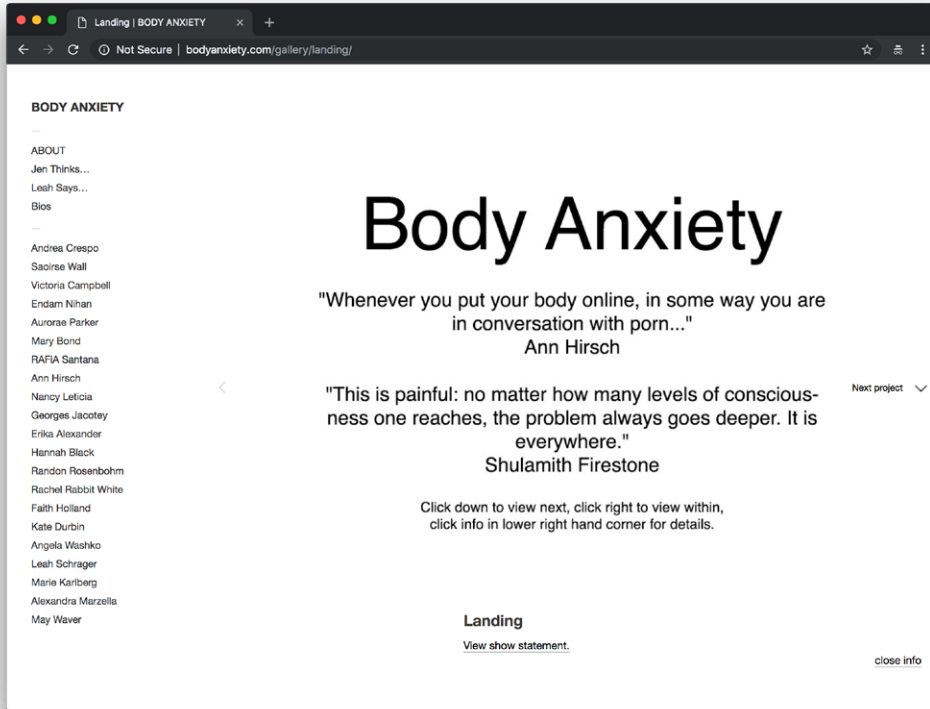 Landing | BODY ANXIETY
Not Secure | bodyanxiety.com/gallery/landing/
BODY ANXIETY
ABOUT
Jen Thinks...
Leah Says...
Bios
Andrea Crespo
Saoirse Wall
Victoria Campbell
Endam Nihan
Aurorae Parker
Mary Bond
RAFiA Santana
Ann Hirsch
Nancy Leticia
Georges Jacotey
Erika Alexander
Hannah Black
Randon Rosenbohm
Rachel Rabbit White
Faith Holland
Kate Durbin
Angela Washko
Leah Schrager
Marie Karlberg
Alexandra Marzella
May Waver
Body Anxiety
"Whenever you put your body online, in some way you are
in conversation with porn..."
Ann Hirsch
"This is painful: no matter how many levels of conscious-
ness one reaches, the problem always goes deeper. It is
everywhere."
Shulamith Firestone
Click down to view next, click right to view within,
click info in lower right hand corner for details.
Next project
Landing
View show statement.
close info